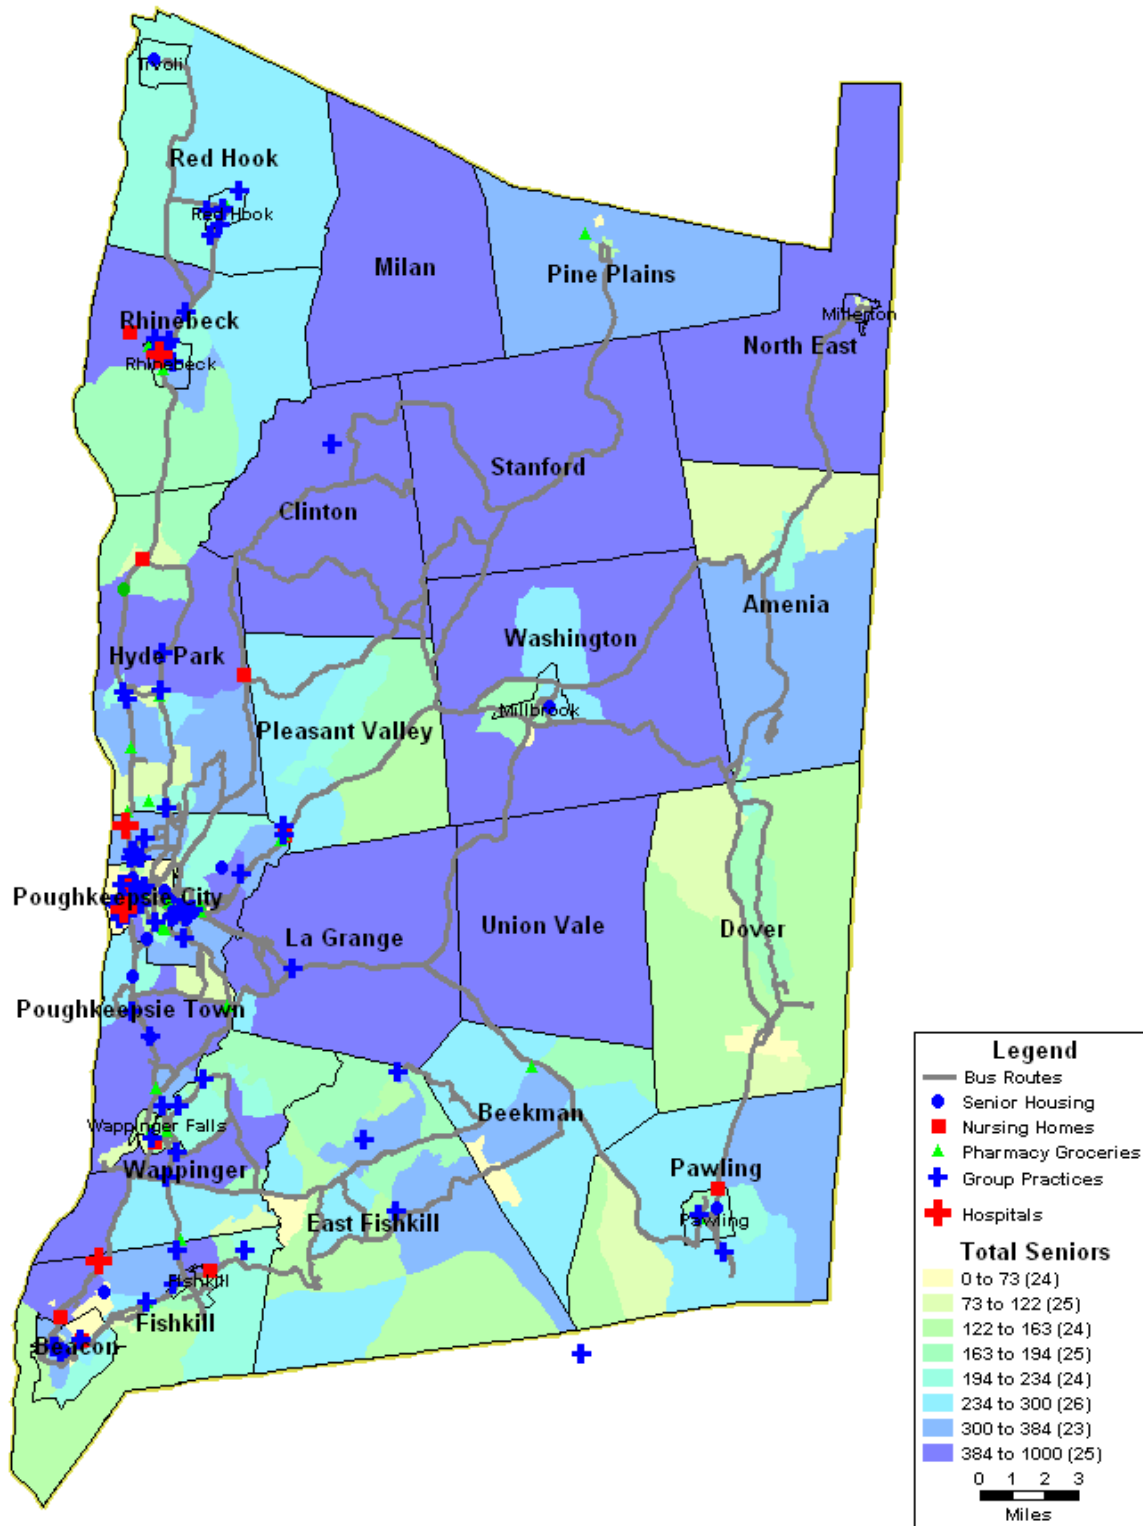 Tivoli
Red Hook
Red Hook
Milan
Pine Plains
Rhinebeck
Millerton
North East
Rhinebeck
Stanford
Clinton
Amenia
Washington
Hyde Park
Millbrook
Pleasant Valley
Poughkeepsie City
Union Vale
Dover
La Grange
Poughkeepsie Town
Beekman
Wappinger Falls
Wappinger
Pawling
Pawling
East Fishkill
Fishkill
Fishkill
Beacon
Legend
Bus Routes
Senior Housing
Nursing Homes
Pharmacy Groceries
Group Practices
Hospitals
Total Seniors
0 to 73 (24)
73 to 122 (25)
122 to 163 (24)
163 to 194 (25)
194 to 234 (24)
234 to 300 (26)
300 to 384 (23)
384 to 1000 (25)
0 1 2 3
Miles